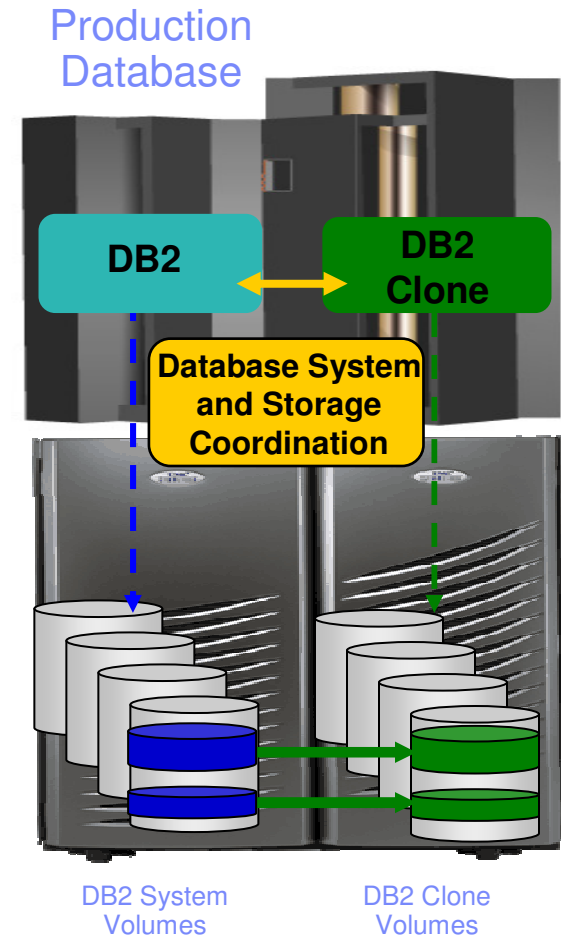 Production
Database
DB2
DB2
Clone
Database System
and Storage
Coordination
DB2 System
Volumes
DB2 Clone
Volumes